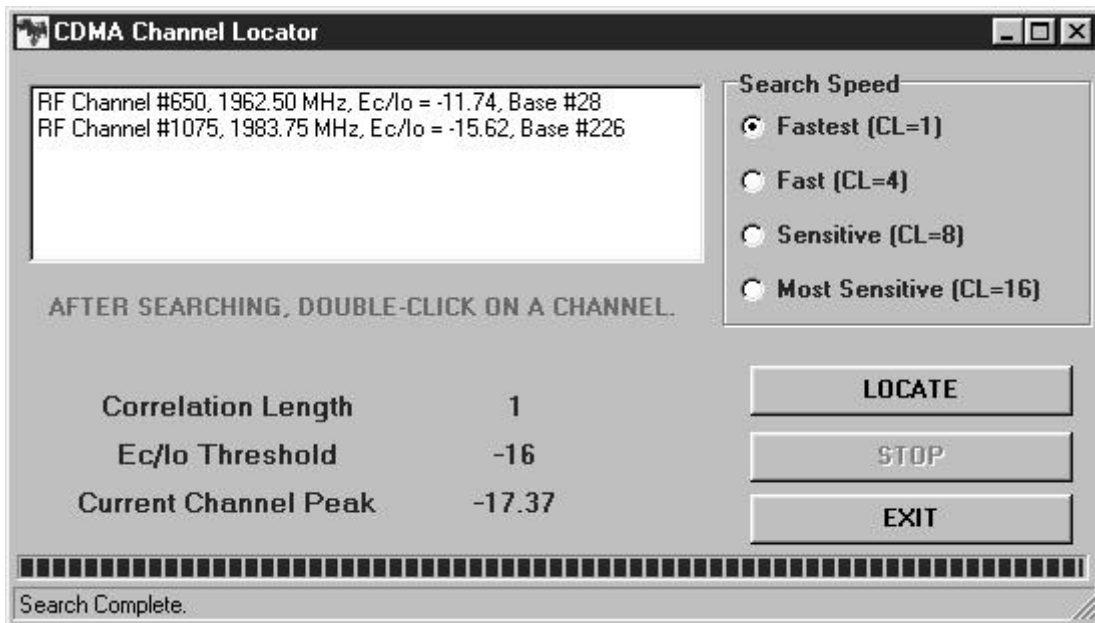 CDMA Channel Locator
RF Channel #650, 1962.50 MHz, Ec/Io = -11.74, Base #28
RF Channel #1075, 1983.75 MHz, Ec/Io = -15.62, Base #226
AFTER SEARCHING, DOUBLE-CLICK ON A CHANNEL.
Search Speed
Fastest (CL=1)
Fast (CL=4)
Sensitive (CL=8)
Most Sensitive (CL=16)
Correlation Length 1
Ec/Io Threshold -16
Current Channel Peak -17.37
LOCATE
STOP
EXIT
Search Complete.